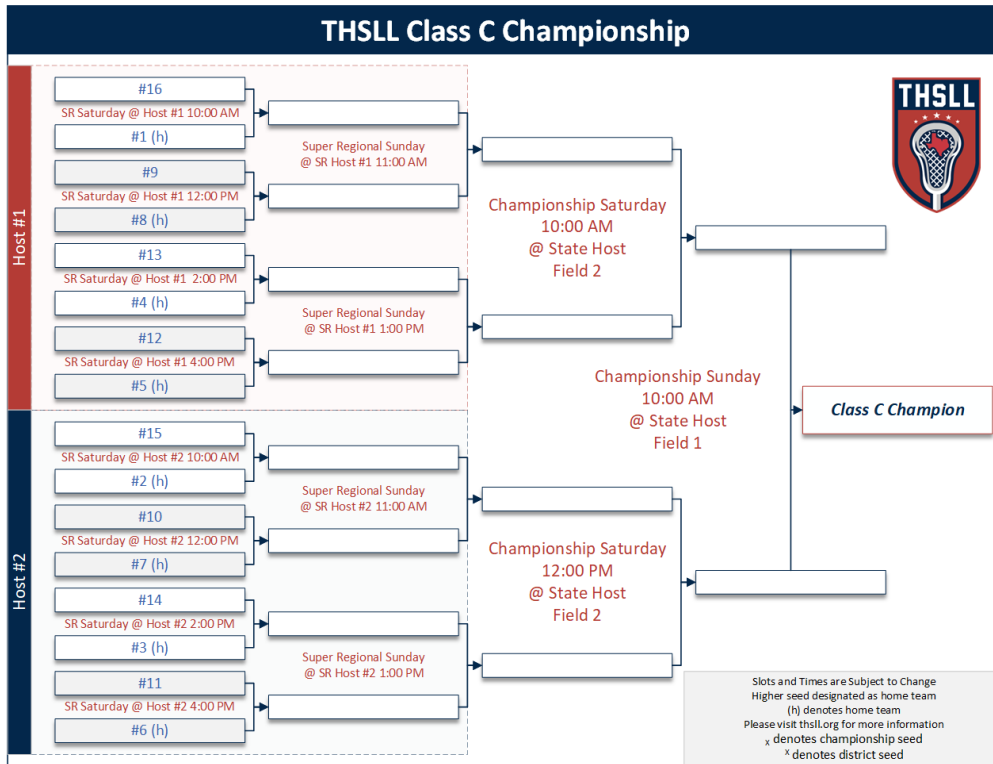 THSLL Class C Championship
THSLL
Host #1
#16
SR Saturday @ Host #1 10:00 AM
#1 (h)
#9
SR Saturday @ Host #1 12:00 PM
#8 (h)
Super Regional Sunday
@ SR Host #1 11:00 AM
#13
SR Saturday @ Host #1 2:00 PM
#4 (h)
#12
SR Saturday @ Host #1 4:00 PM
#5 (h)
Super Regional Sunday
@ SR Host #1 1:00 PM
Championship Saturday
10:00 AM
@ State Host
Field 2
Host #2
#15
SR Saturday @ Host #2 10:00 AM
#2 (h)
#10
SR Saturday @ Host #2 12:00 PM
#7 (h)
Super Regional Sunday
@ SR Host #2 11:00 AM
#14
SR Saturday @ Host #2 2:00 PM
#3 (h)
#11
SR Saturday @ Host #2 4:00 PM
#6 (h)
Super Regional Sunday
@ SR Host #2 1:00 PM
Championship Saturday
12:00 PM
@ State Host
Field 2
Championship Sunday
10:00 AM
@ State Host
Field 1
Class C Champion
Slots and Times are Subject to Change
Higher seed designated as home team
(h) denotes home team
Please visit thsll.org for more information
x denotes championship seed
x denotes district seed